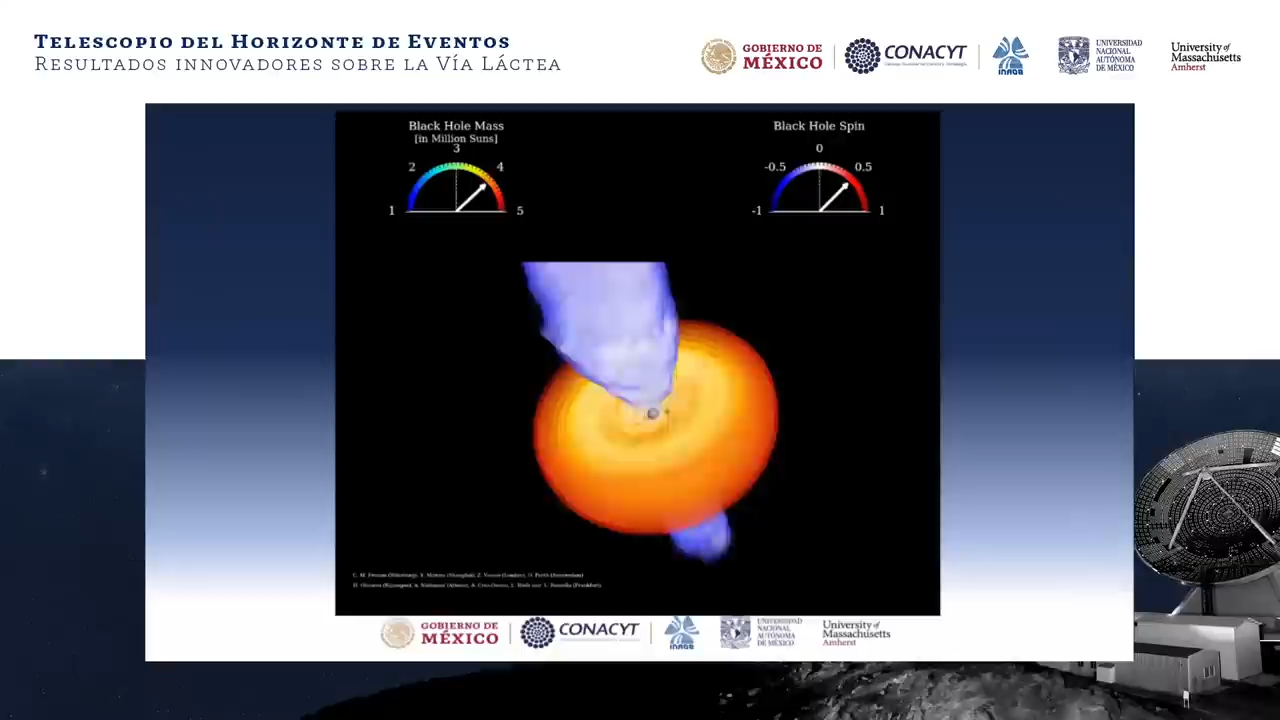 TELESCOPIO DEL HORIZONTE DE EVENTOS
RESULTADOS INNOVADORES SOBRE LA VÍA LÁCTEA
GOBIERNO DE
MÉXICO
CONACYT
INAOE
UNIVERSIDAD
NACIONAL
AUTÓNOMA
DE MÉXICO
University of
Massachusetts
Amherst
Black Hole Mass
[in Million Suns]
1 2 3 4 5
Black Hole Spin
-1 -0.5 0 0.5 1
GOBIERNO DE
MÉXICO
CONACYT
INAOE
UNIVERSIDAD
NACIONAL
AUTÓNOMA
DE MÉXICO
University of
Massachusetts
Amherst